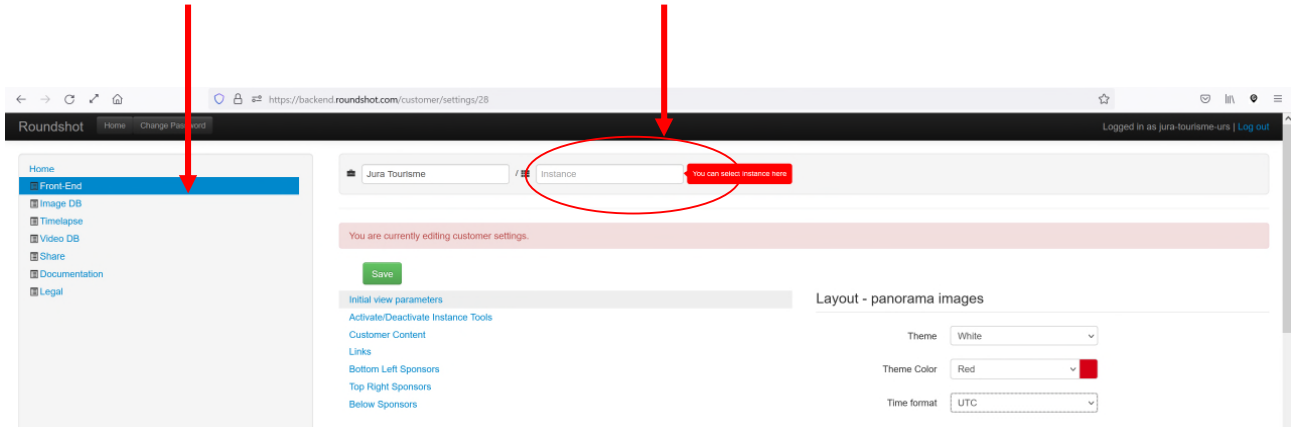 https://backend.roundshot.com/customer/settings/28
Roundshot Home Change Password Logged in as jura-tourisme-urs | Log out
Home
Front-End
Image DB
Timelapse
Video DB
Share
Documentation
Legal
Jura Tourisme / Instance You can select instance here
You are currently editing customer settings.
Save
Initial view parameters
Activate/Deactivate Instance Tools
Customer Content
Links
Bottom Left Sponsors
Top Right Sponsors
Below Sponsors
Layout - panorama images
Theme White
Theme Color Red
Time format UTC